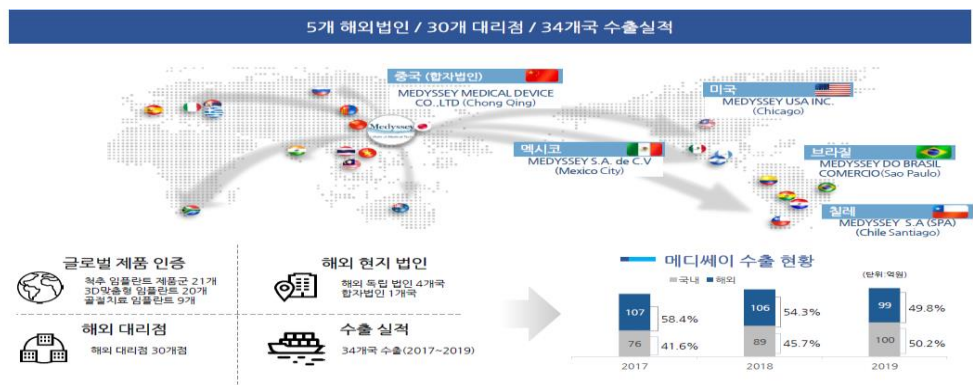 5개 해외법인 / 30개 대리점 / 34개국 수출실적
중국 (합자법인)
MEDYSSEY MEDICAL DEVICE
CO.,LTD (Chong Qing)
미국
MEDYSSEY USA INC.
(Chicago)
Medyssey
멕시코
MEDYSSEY S.A. de C.V
(Mexico City)
브라질
MEDYSSEY DO BRASIL
COMERCIO(Sao Paulo)
칠레
MEDYSSEY S.A (SPA)
(Chile Santiago)
글로벌 제품 인증
척추 임플란트 제품군 21개
3D맞춤형 임플란트 20개
골절치료 임플란트 9개
해외 현지 법인
해외 독립 법인 4개국
합자법인 1개국
해외 대리점
해외 대리점 30개점
수출 실적
34개국 수출(2017~2019)
메디쎄이 수출 현황
국내 해외
(단위:억원)
107 58.4%
76 41.6%
2017
106 54.3%
89 45.7%
2018
99 49.8%
100 50.2%
2019